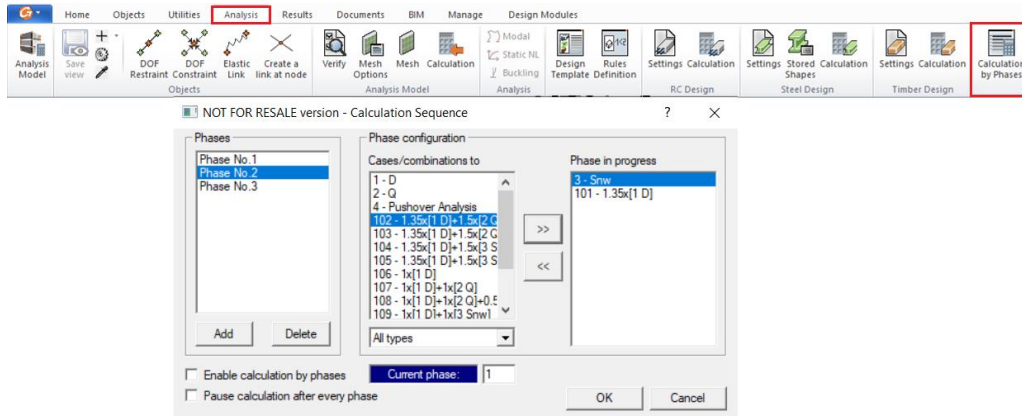 Home Objects Utilities Analysis Results Documents BIM Manage Design Modules
Analysis Model
Save view
DOF Restraint
DOF Constraint
Elastic Link
Create a link at node
Objects
Verify
Mesh Options
Mesh
Calculation
Analysis Model
Modal
Static NL
Buckling
Analysis
Design Template
Rules Definition
Settings
Calculation
RC Design
Settings
Stored Shapes
Calculation
Steel Design
Settings
Calculation
Timber Design
Calculation by Phases
NOT FOR RESALE version - Calculation Sequence
Phases
Phase No.1
Phase No.2
Phase No.3
Add
Delete
Phase configuration
Cases/combinations to
1 - D
2 - Q
4 - Pushover Analysis
102 - 1.35x[1 D]+1.5x[2 Q
103 - 1.35x[1 D]+1.5x[2 Q
104 - 1.35x[1 D]+1.5x[3 S
105 - 1.35x[1 D]+1.5x[3 S
106 - 1x[1 D]
107 - 1x[1 D]+1x[2 Q]
108 - 1x[1 D]+1x[2 Q]+0.5
109 - 1x[1 D]+1x[3 Snw]
All types
>>
<<
Phase in progress
3 - Snw
101 - 1.35x[1 D]
Enable calculation by phases
Current phase: 1
Pause calculation after every phase
OK
Cancel